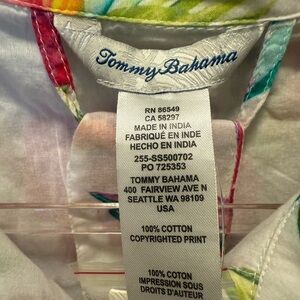 Tommy Bahama
RN 86549
CA 58297
MADE IN INDIA
FABRIQUÉ EN INDE
HECHO EN INDIA
255-SS500702
PO 725353
TOMMY BAHAMA
400 FAIRVIEW AVE N
SEATTLE WA 98109
USA
100% COTTON
COPYRIGHTED PRINT
100% COTON
IMPRESSION SOUS
DROITS D'AUTEUR